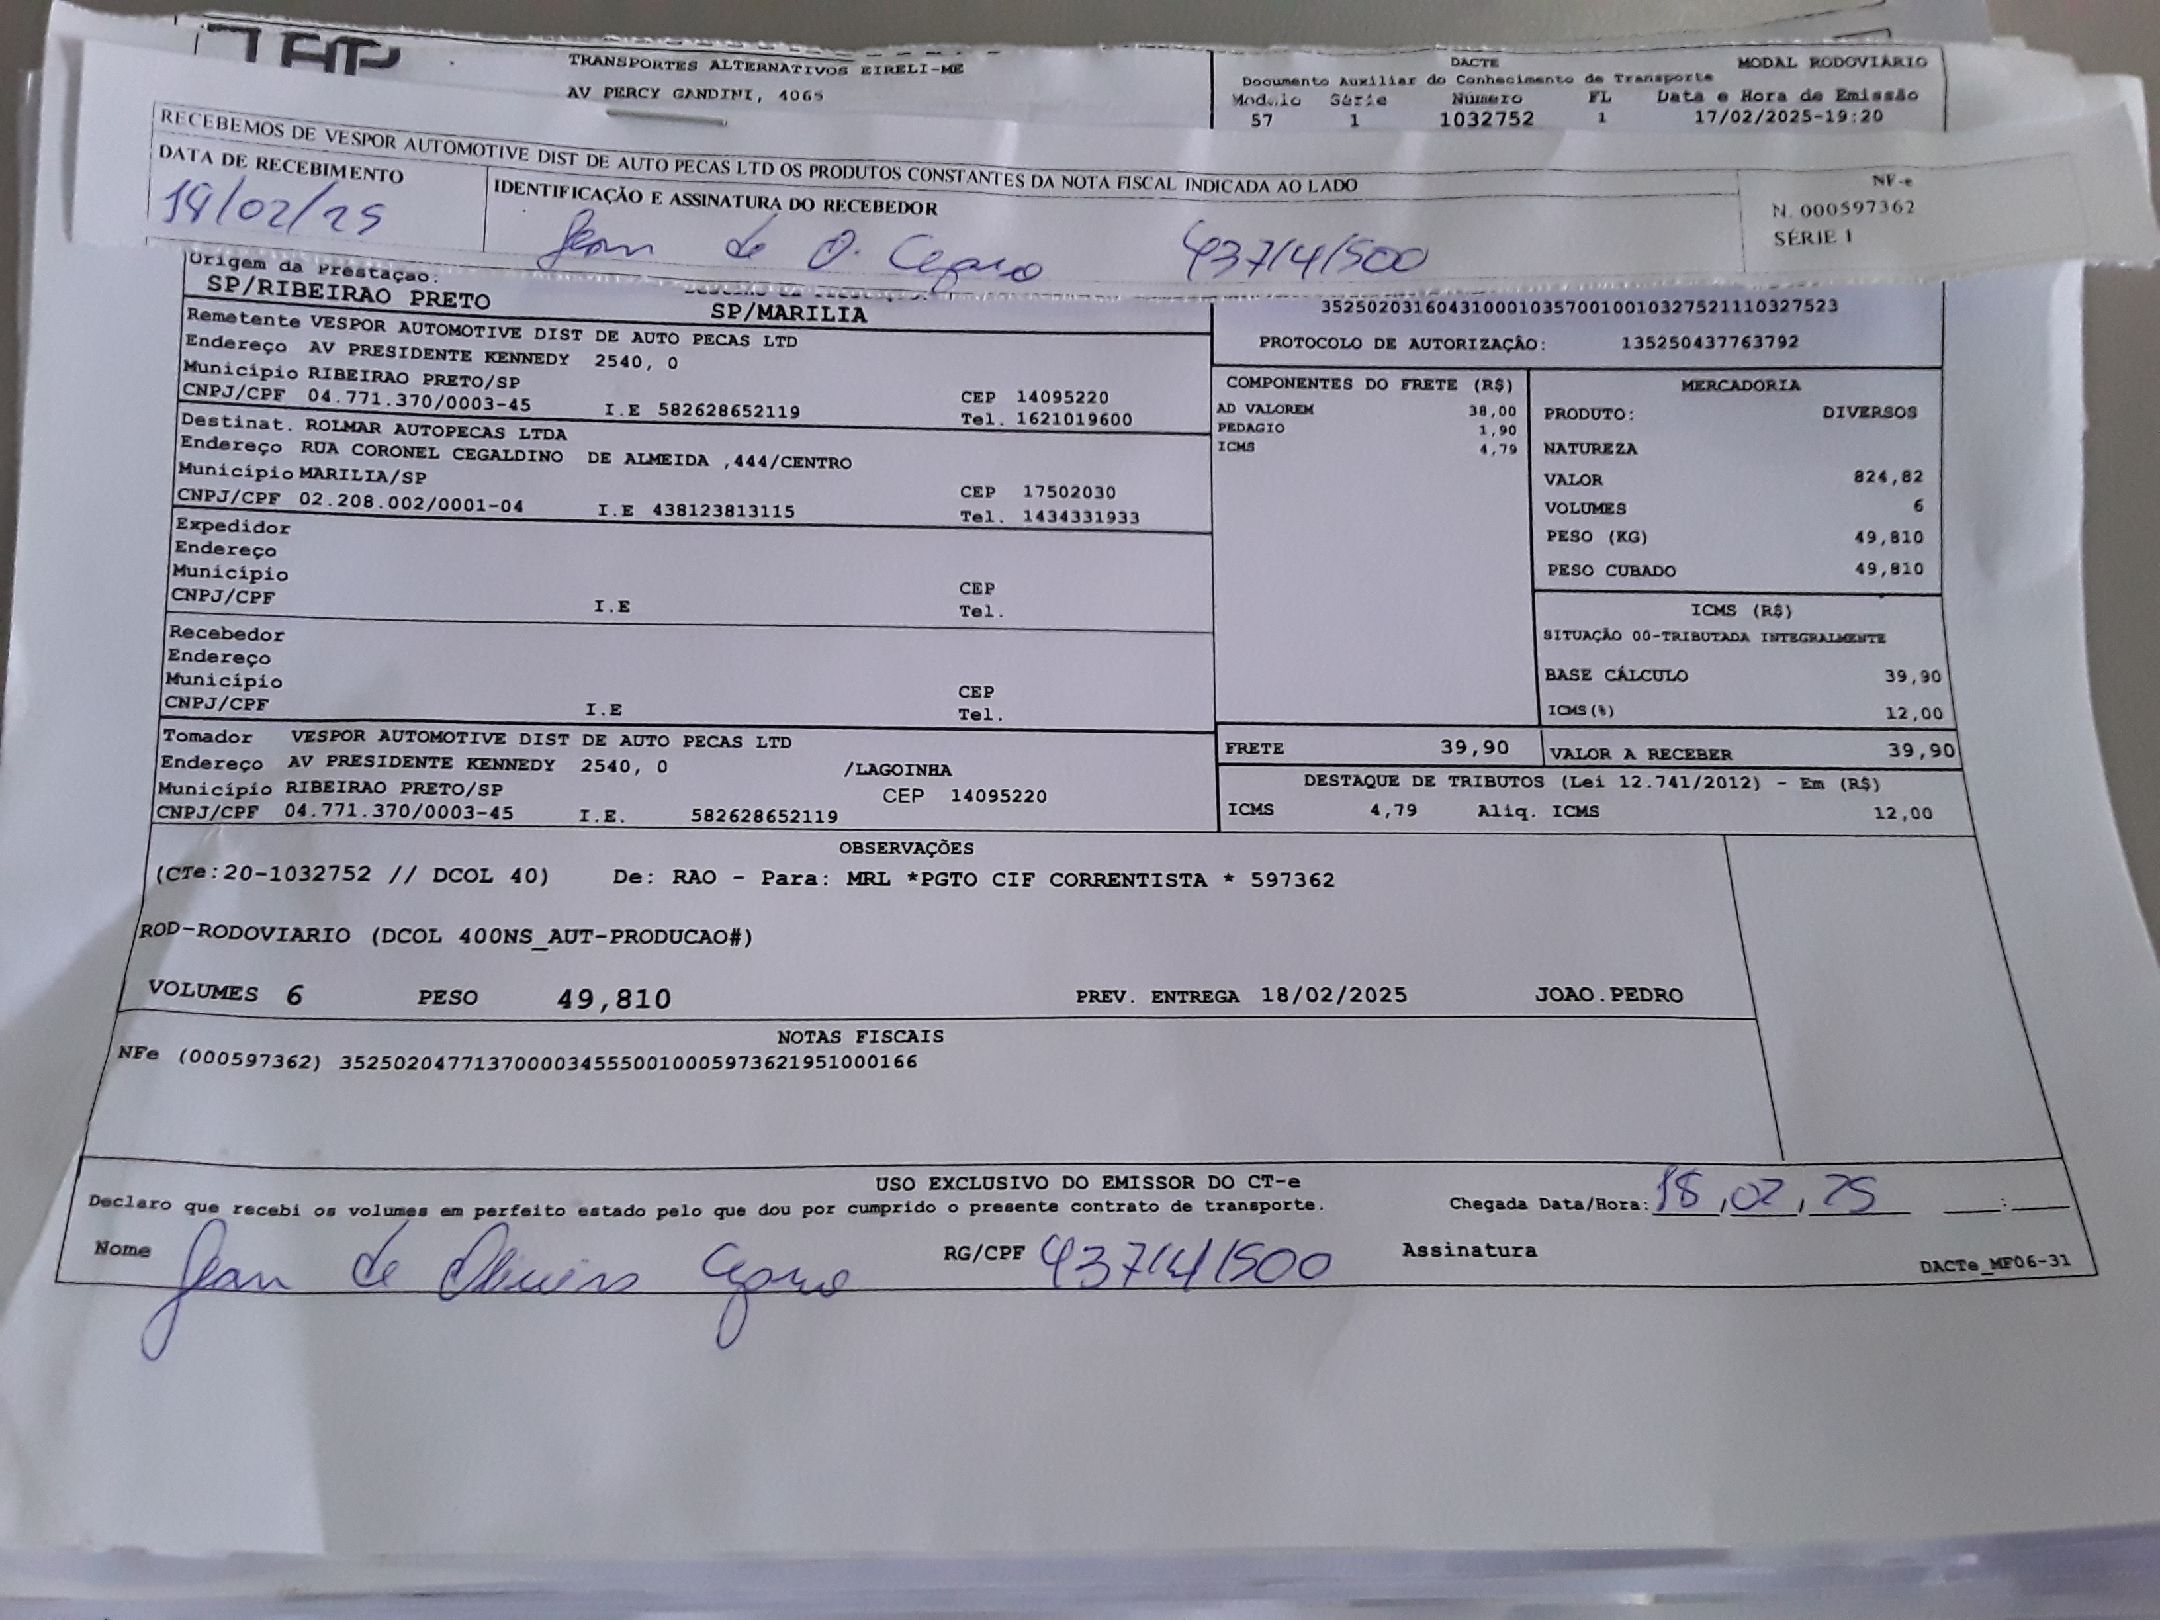 TRANSPORTES ALTERNATIVOS EIRELI-ME
AV PERCY GANDINI, 4065
DACTE MODAL RODOVIÁRIO
Documento Auxiliar do Conhecimento de Transporte
Modelo Série Número FL Data e Hora de Emissão
57 1 1032752 1 17/02/2025-19:20
RECEBEMOS DE VESPOR AUTOMOTIVE DIST DE AUTO PECAS LTD OS PRODUTOS CONSTANTES DA NOTA FISCAL INDICADA AO LADO
DATA DE RECEBIMENTO
18/02/25
IDENTIFICAÇÃO E ASSINATURA DO RECEBEDOR
Jean de O.
NF-e
N. 000597362
SÉRIE 1
Origem da Prestação:
SP/RIBEIRAO PRETO SP/MARILIA
Remetente VESPOR AUTOMOTIVE DIST DE AUTO PECAS LTD
Endereço AV PRESIDENTE KENNEDY 2540, 0
Município RIBEIRAO PRETO/SP CEP 14095220
CNPJ/CPF 04.771.370/0003-45 I.E 582628652119 Tel. 1621019600
Destinat. ROLMAR AUTOPECAS LTDA
Endereço RUA CORONEL CEGALDINO DE ALMEIDA ,444/CENTRO
Município MARILIA/SP CEP 17502030
CNPJ/CPF 02.208.002/0001-04 I.E 438123813115 Tel. 1434331933
Expedidor
Endereço
Município CEP
CNPJ/CPF I.E Tel.
Recebedor
Endereço
Município CEP
CNPJ/CPF I.E Tel.
Tomador VESPOR AUTOMOTIVE DIST DE AUTO PECAS LTD
Endereço AV PRESIDENTE KENNEDY 2540, 0 /LAGOINHA
Município RIBEIRAO PRETO/SP CEP 14095220
CNPJ/CPF 04.771.370/0003-45 I.E. 582628652119
35250203160431000103570010010327521110327523
PROTOCOLO DE AUTORIZAÇÃO: 135250437763792
COMPONENTES DO FRETE (R$)
AD VALOREM 38,00
PEDAGIO 1,90
ICMS 4,79
MERCADORIA
PRODUTO: DIVERSOS
NATUREZA
VALOR 824,82
VOLUMES 6
PESO (KG) 49,810
PESO CUBADO 49,810
ICMS (R$)
SITUAÇÃO 00-TRIBUTADA INTEGRALMENTE
BASE CÁLCULO 39,90
ICMS(%) 12,00
FRETE 39,90 VALOR A RECEBER 39,90
DESTAQUE DE TRIBUTOS (Lei 12.741/2012) - Em (R$)
ICMS 4,79 Aliq. ICMS 12,00
OBSERVAÇÕES
(CTe:20-1032752 // DCOL 40) De: RAO - Para: MRL *PGTO CIF CORRENTISTA * 597362
ROD-RODOVIARIO (DCOL 400NS_AUT-PRODUCAO#)
VOLUMES 6 PESO 49,810 PREV. ENTREGA 18/02/2025 JOAO.PEDRO
NOTAS FISCAIS
NFe (000597362) 35250204771370000345550010005973621951000166
USO EXCLUSIVO DO EMISSOR DO CT-e
Declaro que recebi os volumes em perfeito estado pelo que dou por cumprido o presente contrato de transporte. Chegada Data/Hora: 18,02,25 :
Nome Jean de RG/CPF Assinatura
DACTe_MF06-31